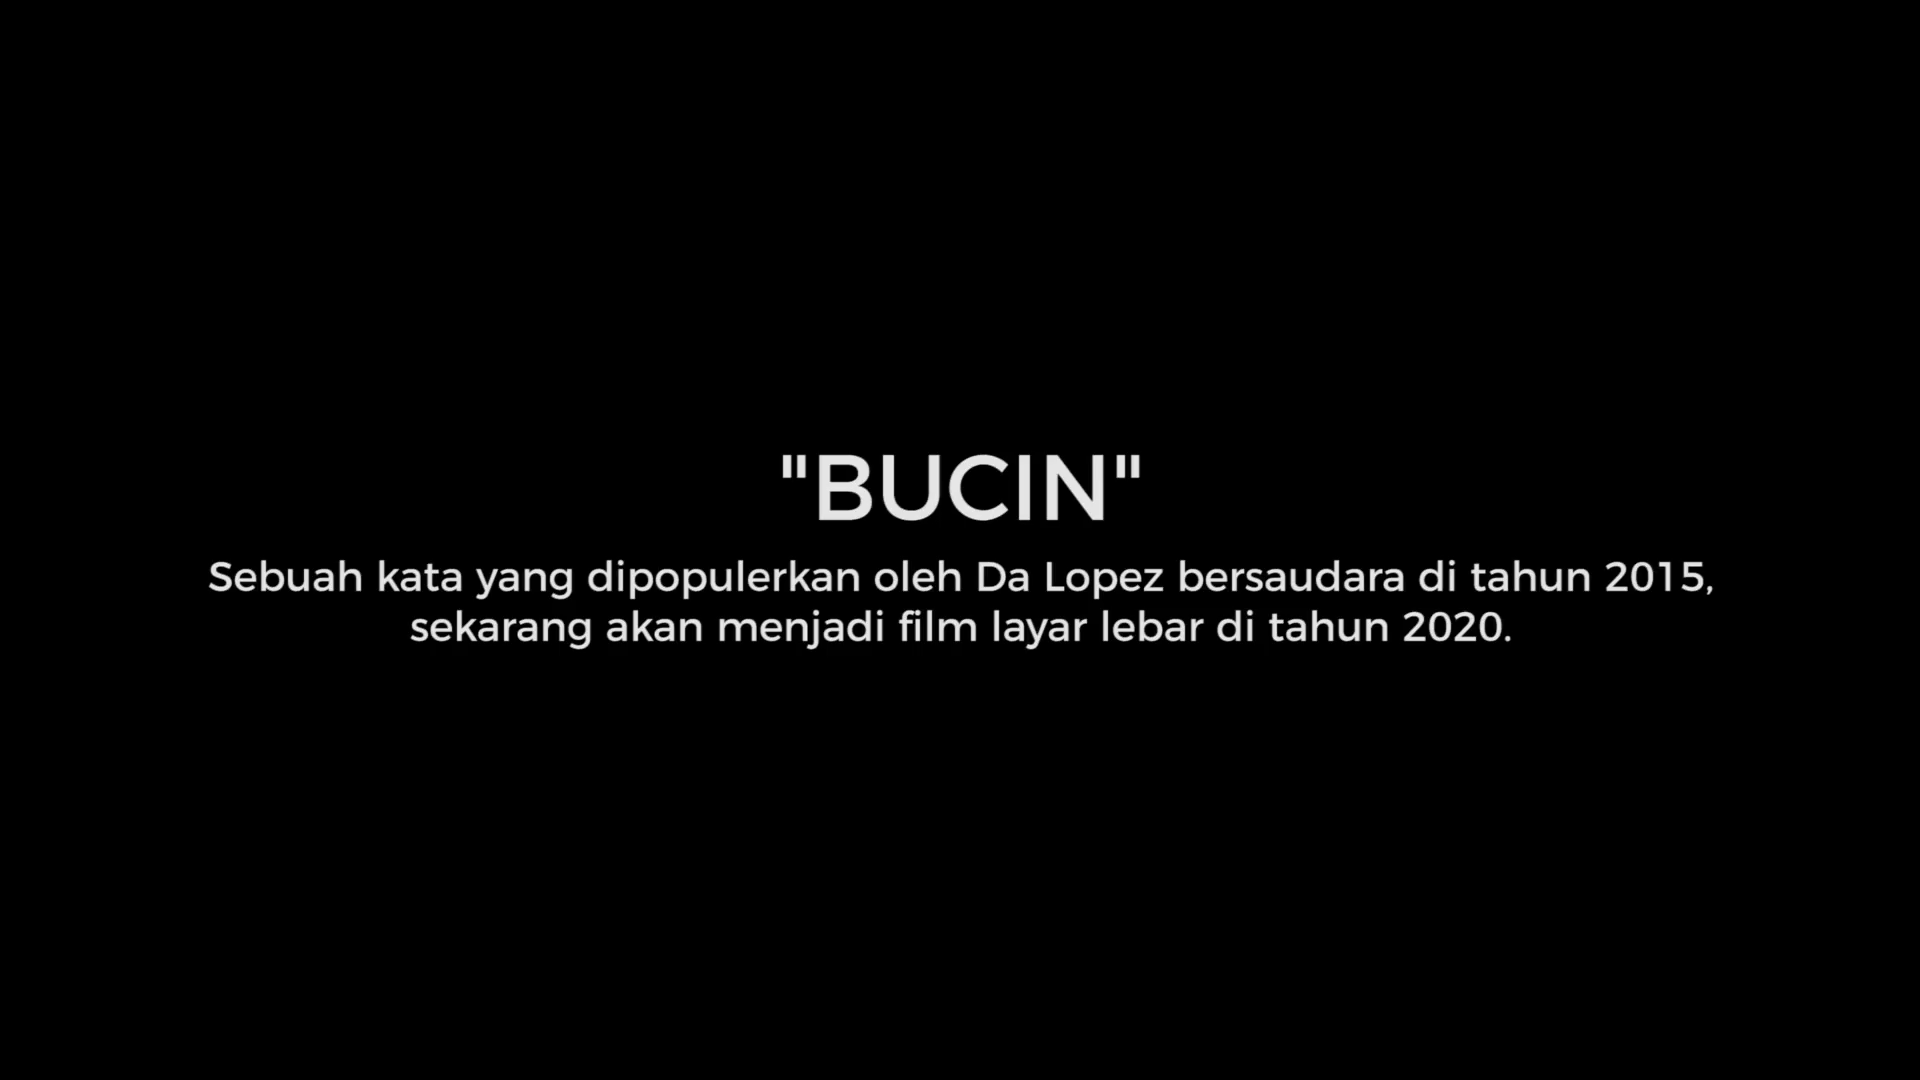 "BUCIN"
Sebuah kata yang dipopulerkan oleh Da Lopez bersaudara di tahun 2015,
sekarang akan menjadi film layar lebar di tahun 2020.